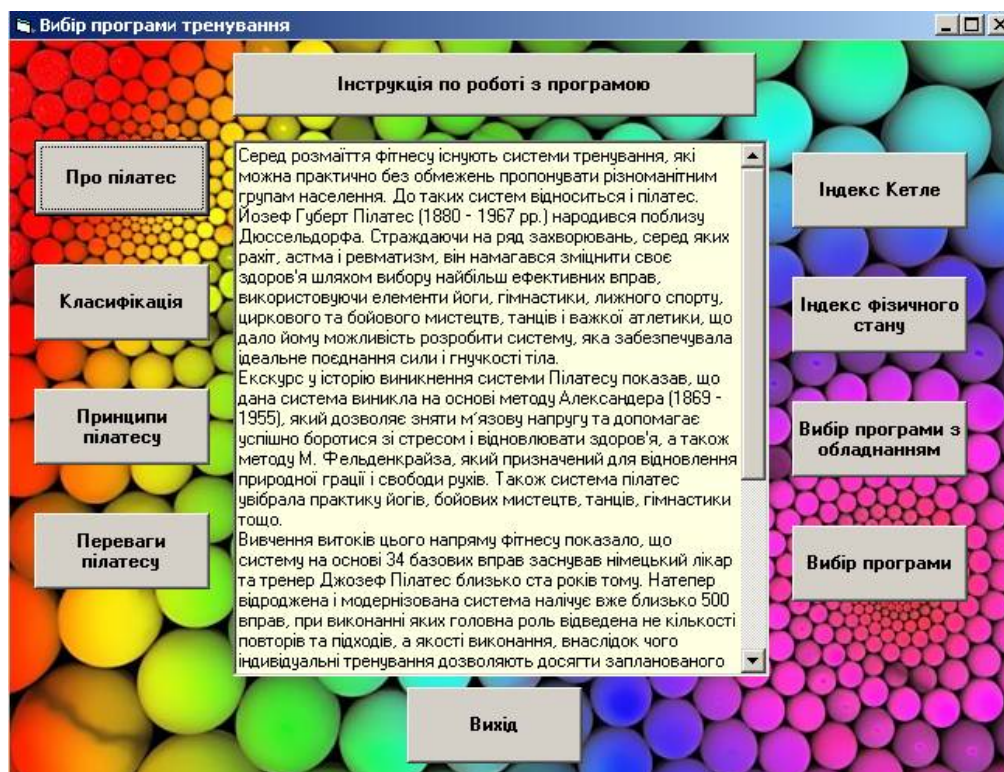 Вибір програми тренування
Інструкція по роботі з програмою
Про пілатес
Класифікація
Принципи
пілатесу
Переваги
пілатесу
Серед розмаїття фітнесу існують системи тренування, які
можна практично без обмежень пропонувати різноманітним
групам населення. До таких систем відноситься і пілатес.
Йозеф Губерт Пілатес (1880 - 1967 рр.) народився поблизу
Дюссельдорфа. Страждаючи на ряд захворювань, серед яких
рахіт, астма і ревматизм, він намагався зміцнити своє
здоров'я шляхом вибору найбільш ефективних вправ,
використовуючи елементи йоги, гімнастики, лижного спорту,
циркового та бойового мистецтв, танців і важкої атлетики, що
дало йому можливість розробити систему, яка забезпечувала
ідеальне поєднання сили і гнучкості тіла.
Екскурс у історію виникнення системи Пілатесу показав, що
дана система виникла на основі методу Александера (1869 -
1955), який дозволяє зняти м´язову напругу та допомагає
успішно боротися зі стресом і відновлювати здоров'я, а також
методу М. Фельденкрайза, який призначений для відновлення
природної грації і свободи рухів. Також система пілатес
увібрала практику йогів, бойових мистецтв, танців, гімнастики
тощо.
Вивчення витоків цього напряму фітнесу показало, що
систему на основі 34 базових вправ заснував німецький лікар
та тренер Джозеф Пілатес близько ста років тому. Натепер
відроджена і модернізована система налічує вже близько 500
вправ, при виконанні яких головна роль відведена не кількості
повторів та підходів, а якості виконання, внаслідок чого
індивідуальні тренування дозволяють досягти запланованого
Індекс Кетле
Індекс фізичного
стану
Вибір програми з
обладнанням
Вибір програми
Вихід